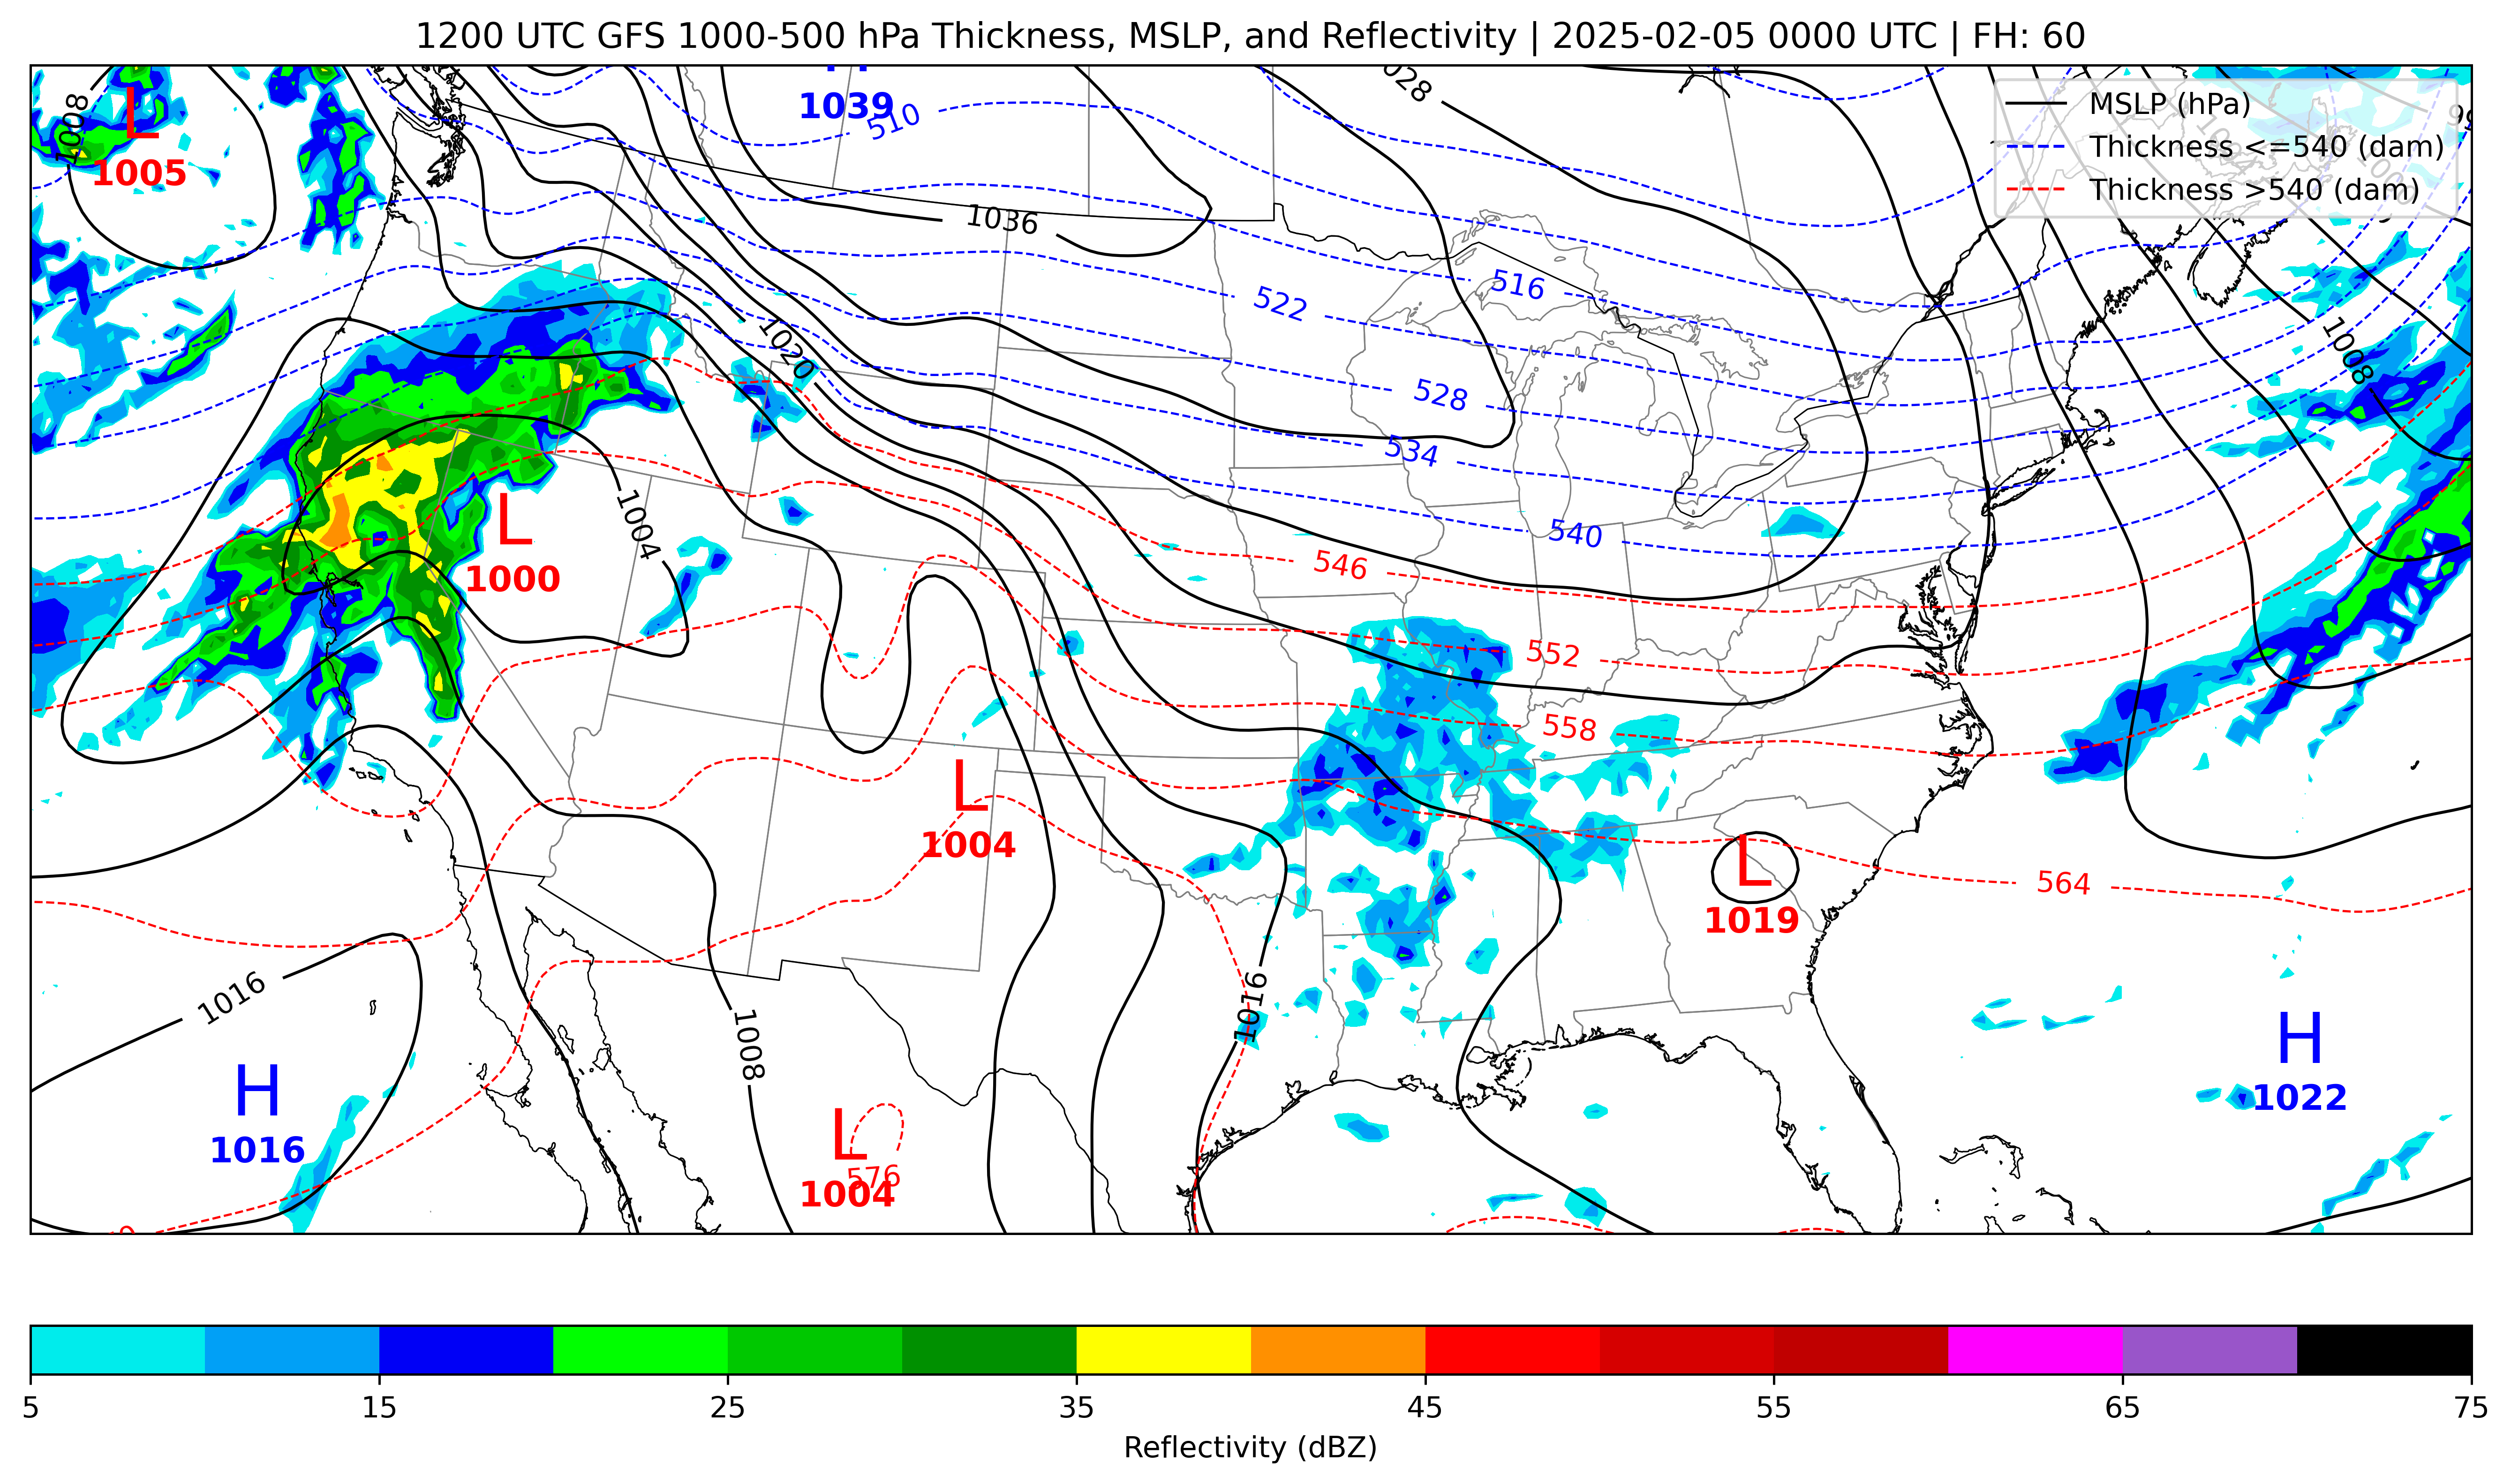 1200 UTC GFS 1000-500 hPa Thickness, MSLP, and Reflectivity | 2025-02-05 0000 UTC | FH: 60
MSLP (hPa)
Thickness <=540 (dam)
Thickness >540 (dam)
1008
L
1005
H
1039
510
1028
1036
516
522
1020
528
1008
534
540
1004
L
1000
546
552
558
L
1004
L
1019
564
1016
1016
1008
H
1016
H
1022
L
1004
576
5
15
25
35
45
55
65
75
Reflectivity (dBZ)